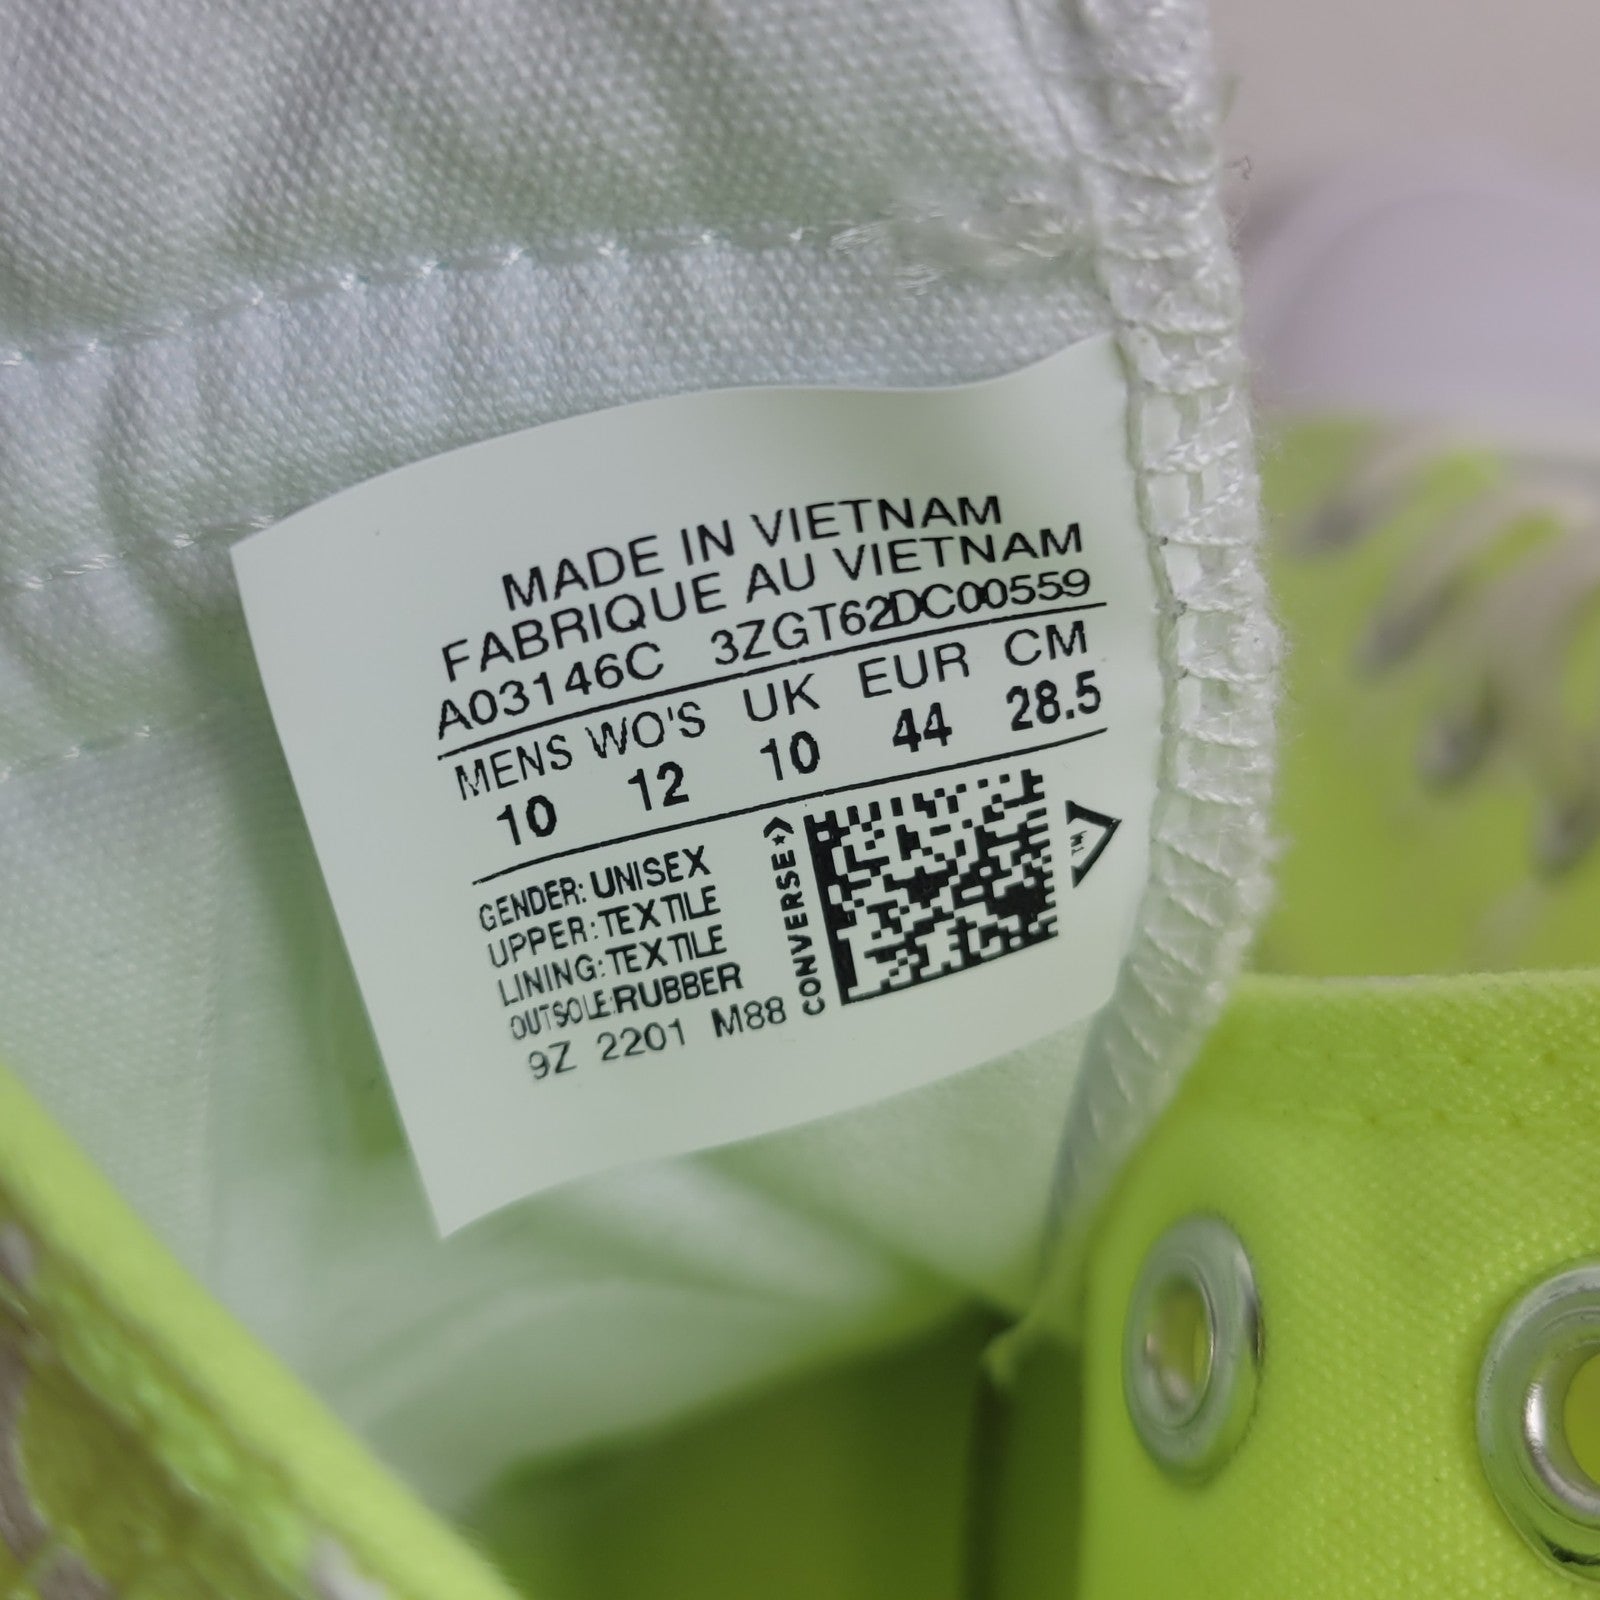 MADE IN VIETNAM
FABRIQUE AU VIETNAM
A03146C 3ZGT62DC00559
MENS WO'S UK EUR CM
10 12 10 44 28.5
GENDER: UNISEX
UPPER: TEXTILE
LINING: TEXTILE
OUTSOLE: RUBBER
9Z 2201 M88
CONVERSE
TM